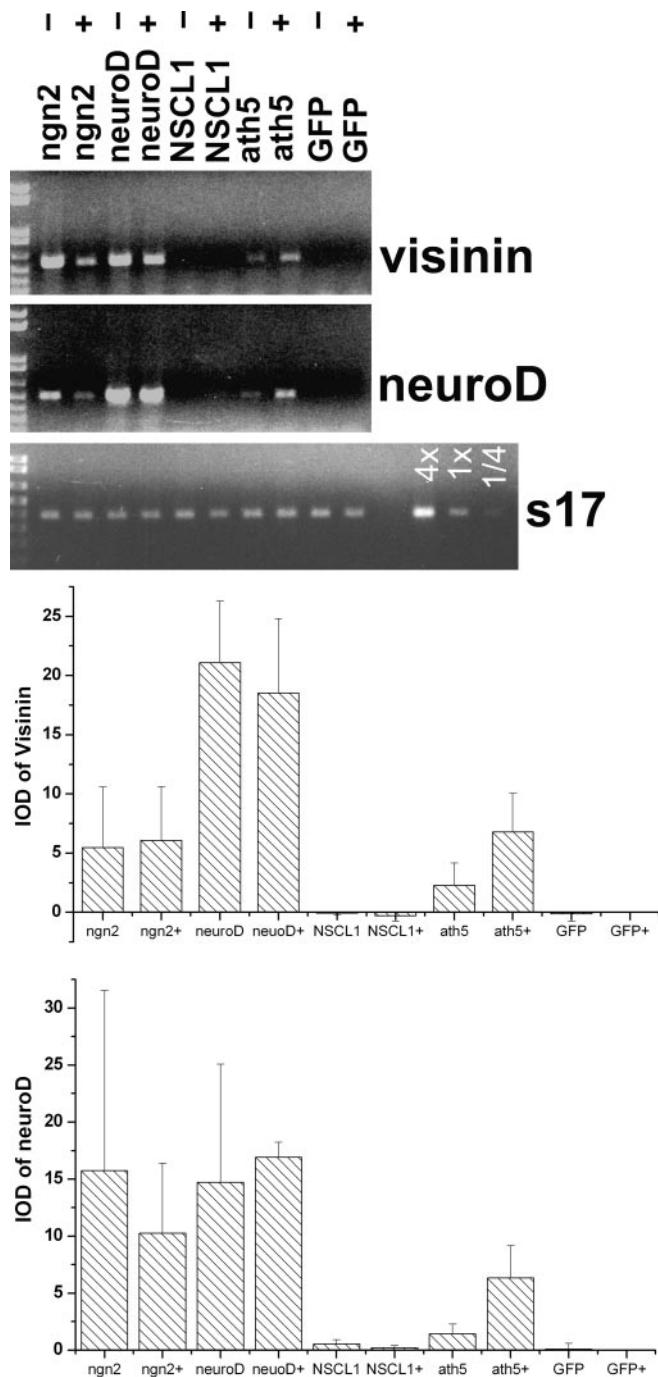 − + − + − + − + − +
ngn2 ngn2 neuroD neuroD NSCL1 NSCL1 ath5 ath5 GFP GFP
visinin
neuroD
4x 1x 1/4
s17
25
20
15
10
5
0
IOD of Visinin
ngn2 ngn2+ neuroD neuoD+ NSCL1 NSCL1+ ath5 ath5+ GFP GFP+
30
25
20
15
10
5
0
IOD of neuroD
ngn2 ngn2+ neuroD neuoD+ NSCL1 NSCL1+ ath5 ath5+ GFP GFP+